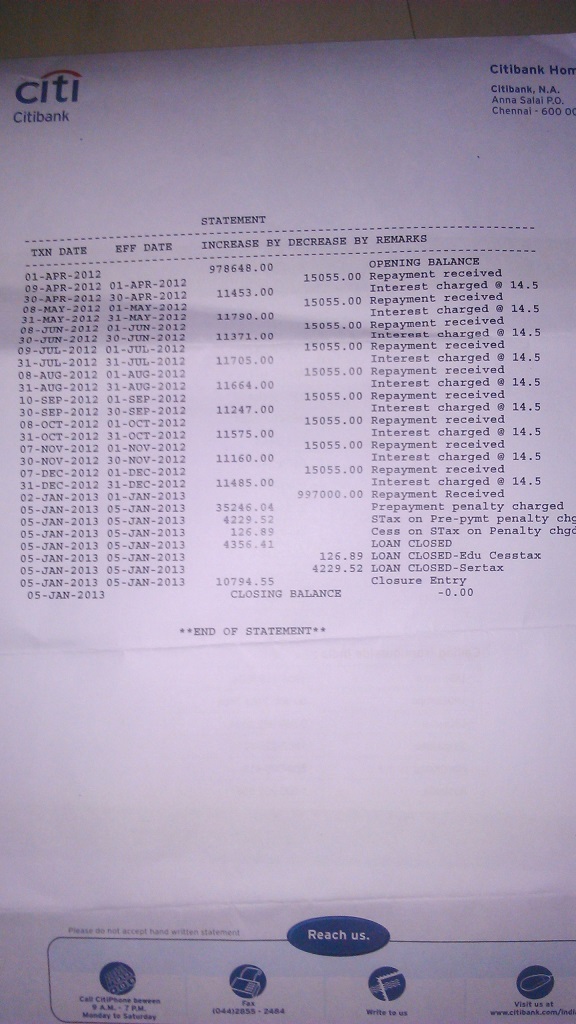 citi
Citibank
Citibank Hom
Citibank, N.A.
Anna Salai P.O.
Chennai - 600 00
STATEMENT
TXN DATE EFF DATE INCREASE BY DECREASE BY REMARKS
01-APR-2012 978648.00 OPENING BALANCE
09-APR-2012 01-APR-2012 15055.00 Repayment received
30-APR-2012 30-APR-2012 11453.00 Interest charged @ 14.5
08-MAY-2012 01-MAY-2012 15055.00 Repayment received
31-MAY-2012 31-MAY-2012 11790.00 Interest charged @ 14.5
08-JUN-2012 01-JUN-2012 15055.00 Repayment received
30-JUN-2012 30-JUN-2012 11371.00 Interest charged @ 14.5
09-JUL-2012 01-JUL-2012 15055.00 Repayment received
31-JUL-2012 31-JUL-2012 11705.00 Interest charged @ 14.5
08-AUG-2012 01-AUG-2012 15055.00 Repayment received
31-AUG-2012 31-AUG-2012 11664.00 Interest charged @ 14.5
10-SEP-2012 01-SEP-2012 15055.00 Repayment received
30-SEP-2012 30-SEP-2012 11247.00 Interest charged @ 14.5
08-OCT-2012 01-OCT-2012 15055.00 Repayment received
31-OCT-2012 31-OCT-2012 11575.00 Interest charged @ 14.5
07-NOV-2012 01-NOV-2012 15055.00 Repayment received
30-NOV-2012 30-NOV-2012 11160.00 Interest charged @ 14.5
07-DEC-2012 01-DEC-2012 15055.00 Repayment received
31-DEC-2012 31-DEC-2012 11485.00 Interest charged @ 14.5
02-JAN-2013 01-JAN-2013 997000.00 Repayment Received
05-JAN-2013 05-JAN-2013 35246.04 Prepayment penalty charged
05-JAN-2013 05-JAN-2013 4229.52 STax on Pre-pymt penalty chg
05-JAN-2013 05-JAN-2013 126.89 Cess on STax on Penalty chgd
05-JAN-2013 05-JAN-2013 4356.41 LOAN CLOSED
05-JAN-2013 05-JAN-2013 126.89 LOAN CLOSED-Edu Cesstax
05-JAN-2013 05-JAN-2013 4229.52 LOAN CLOSED-Sertax
05-JAN-2013 05-JAN-2013 10794.55 Closure Entry
05-JAN-2013 CLOSING BALANCE -0.00
**END OF STATEMENT**
Please do not accept hand written statement
Reach us.
Call CitiPhone beween
9 A.M. - 7 P.M.
Monday to Saturday
Fax
(044)2855 - 2484
Write to us
Visit us at
www.citibank.com/indi